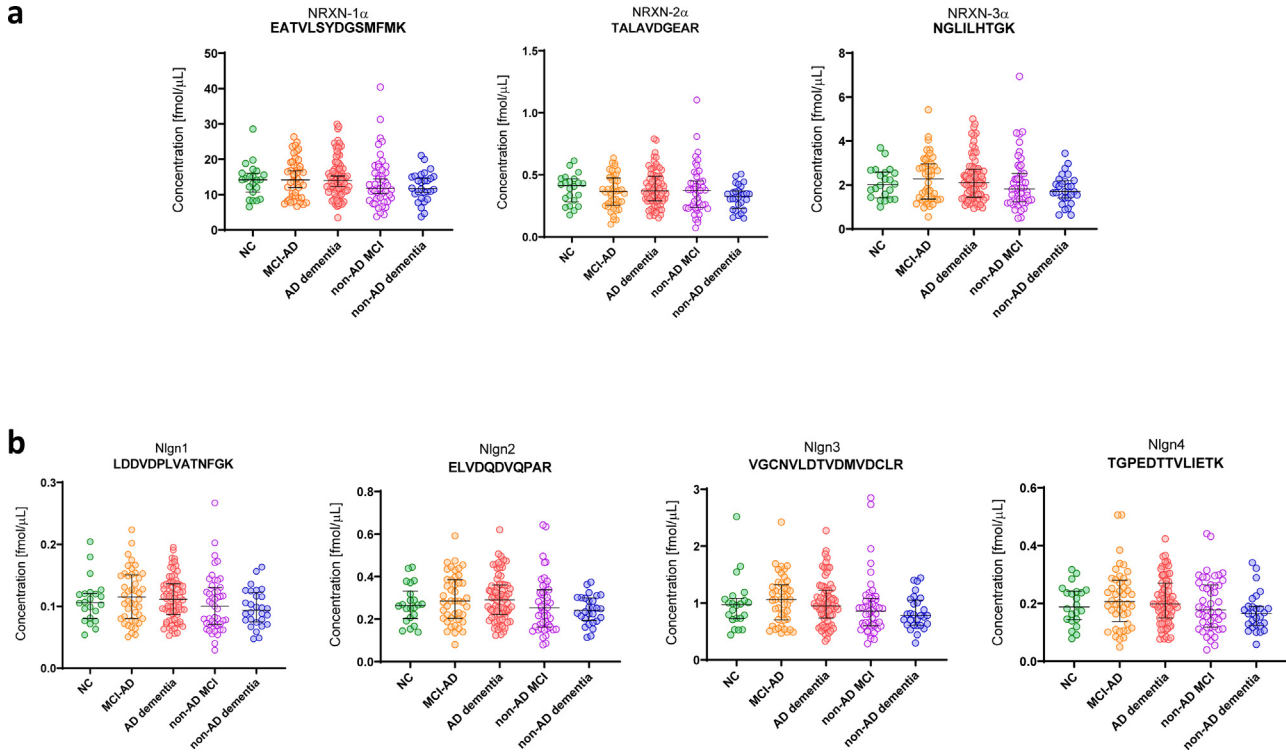 a
NRXN-1α
EATVLSYDGSMFMK
Concentration [fmol/μL]
50
40
30
20
10
0
NC
MCI-AD
AD dementia
non-AD MCI
non-AD dementia
NRXN-2α
TALAVDGEAR
Concentration [fmol/μL]
1.5
1.0
0.5
0.0
NC
MCI-AD
AD dementia
non-AD MCI
non-AD dementia
NRXN-3α
NGLILHTGK
Concentration [fmol/μL]
8
6
4
2
0
NC
MCI-AD
AD dementia
non-AD MCI
non-AD dementia
b
Nlgn1
LDDVDPLVATNFGK
Concentration [fmol/μL]
0.3
0.2
0.1
0.0
NC
MCI-AD
AD dementia
non-AD MCI
non-AD dementia
Nlgn2
ELVDQDVQPAR
Concentration [fmol/μL]
0.8
0.6
0.4
0.2
0.0
NC
MCI-AD
AD dementia
non-AD MCI
non-AD dementia
Nlgn3
VGCNVLDTVDMVDCLR
Concentration [fmol/μL]
3
2
1
0
NC
MCI-AD
AD dementia
non-AD MCI
non-AD dementia
Nlgn4
TGPEDTTVLIETK
Concentration [fmol/μL]
0.6
0.4
0.2
0.0
NC
MCI-AD
AD dementia
non-AD MCI
non-AD dementia